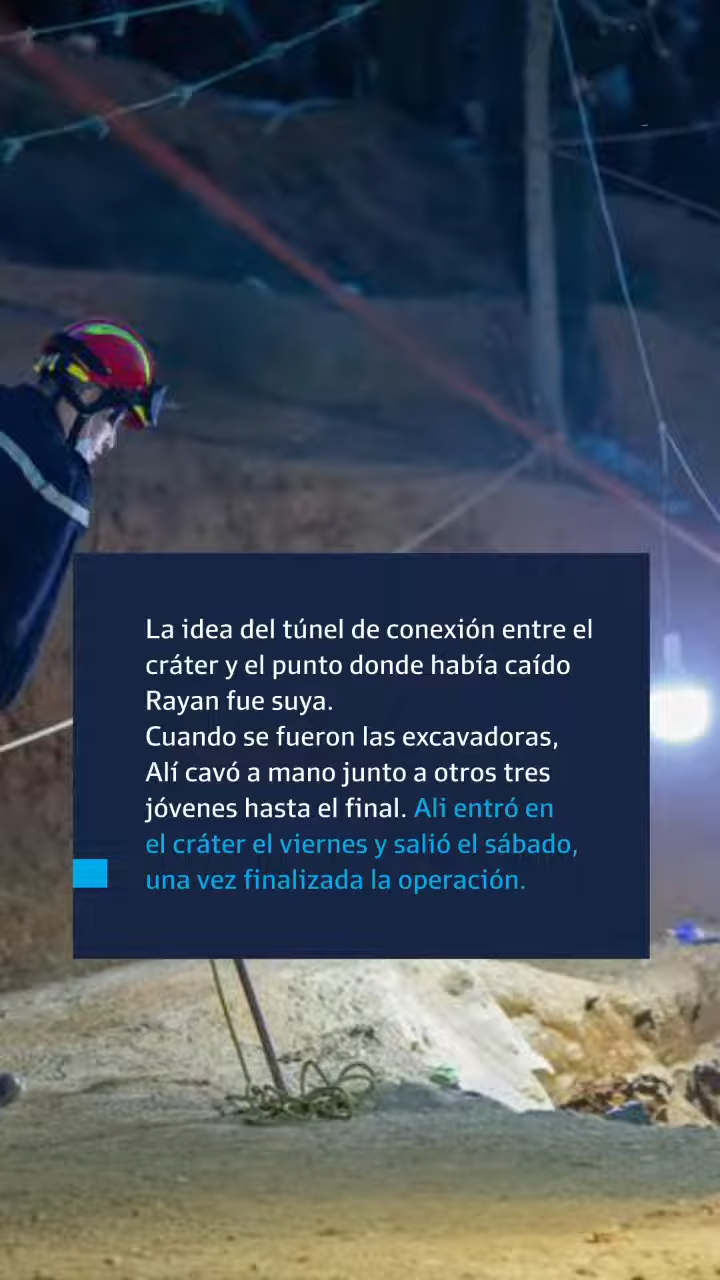 La idea del túnel de conexión entre el
cráter y el punto donde había caído
Rayan fue suya.
Cuando se fueron las excavadoras,
Alí cavó a mano junto a otros tres
jóvenes hasta el final. Ali entró en
el cráter el viernes y salió el sábado,
una vez finalizada la operación.